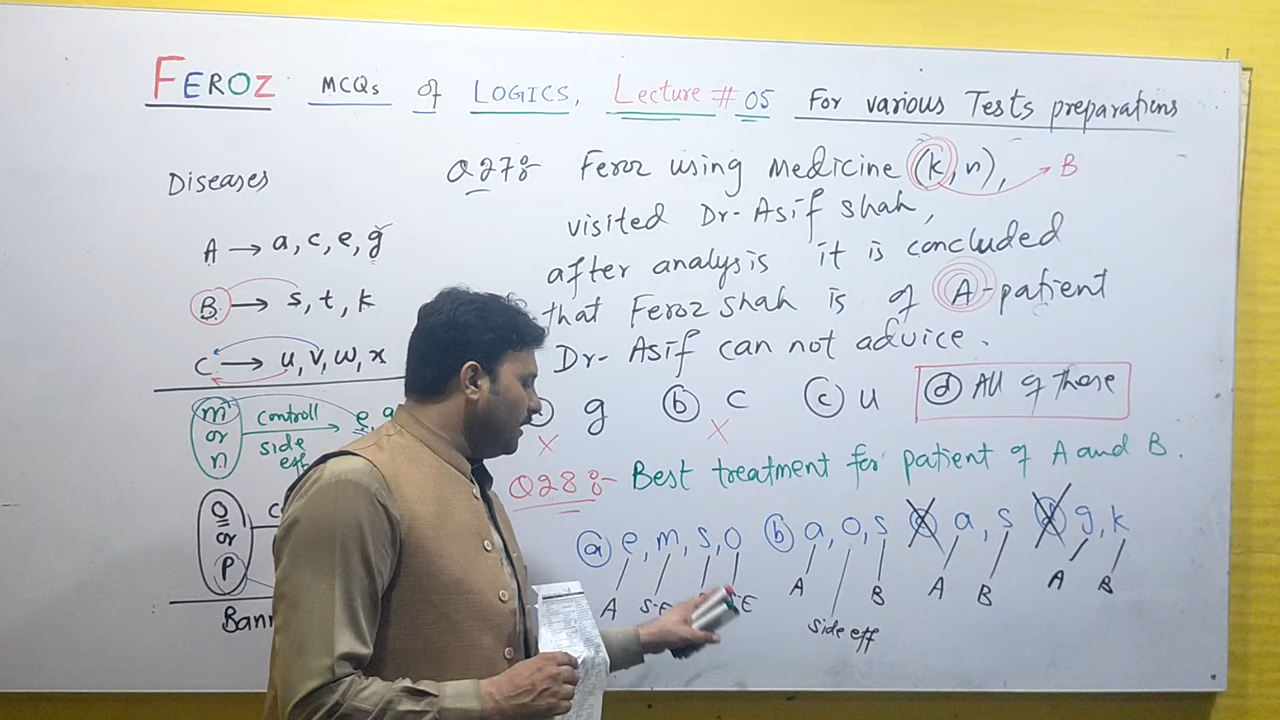 FEROZ MCQs of LOGICS, Lecture # 05 For various Tests preparations
Diseases
A → a, c, e, g
B → s, t, k
C → u, v, w, x
m or n
controll side
e,
O or P
Q27:- Feroz using medicine (k, n), → B
visited Dr-Asif shah,
after analysis it is concluded
that Feroz shah is of A-patient
Dr- Asif can not advice.
g (b) c (c) u (d) All of these
Q28:- Best treatment for patient of A and B.
(a) e, m, s, o (b) a, o, s a, s g, k
A S-E A B A B A B
side eff